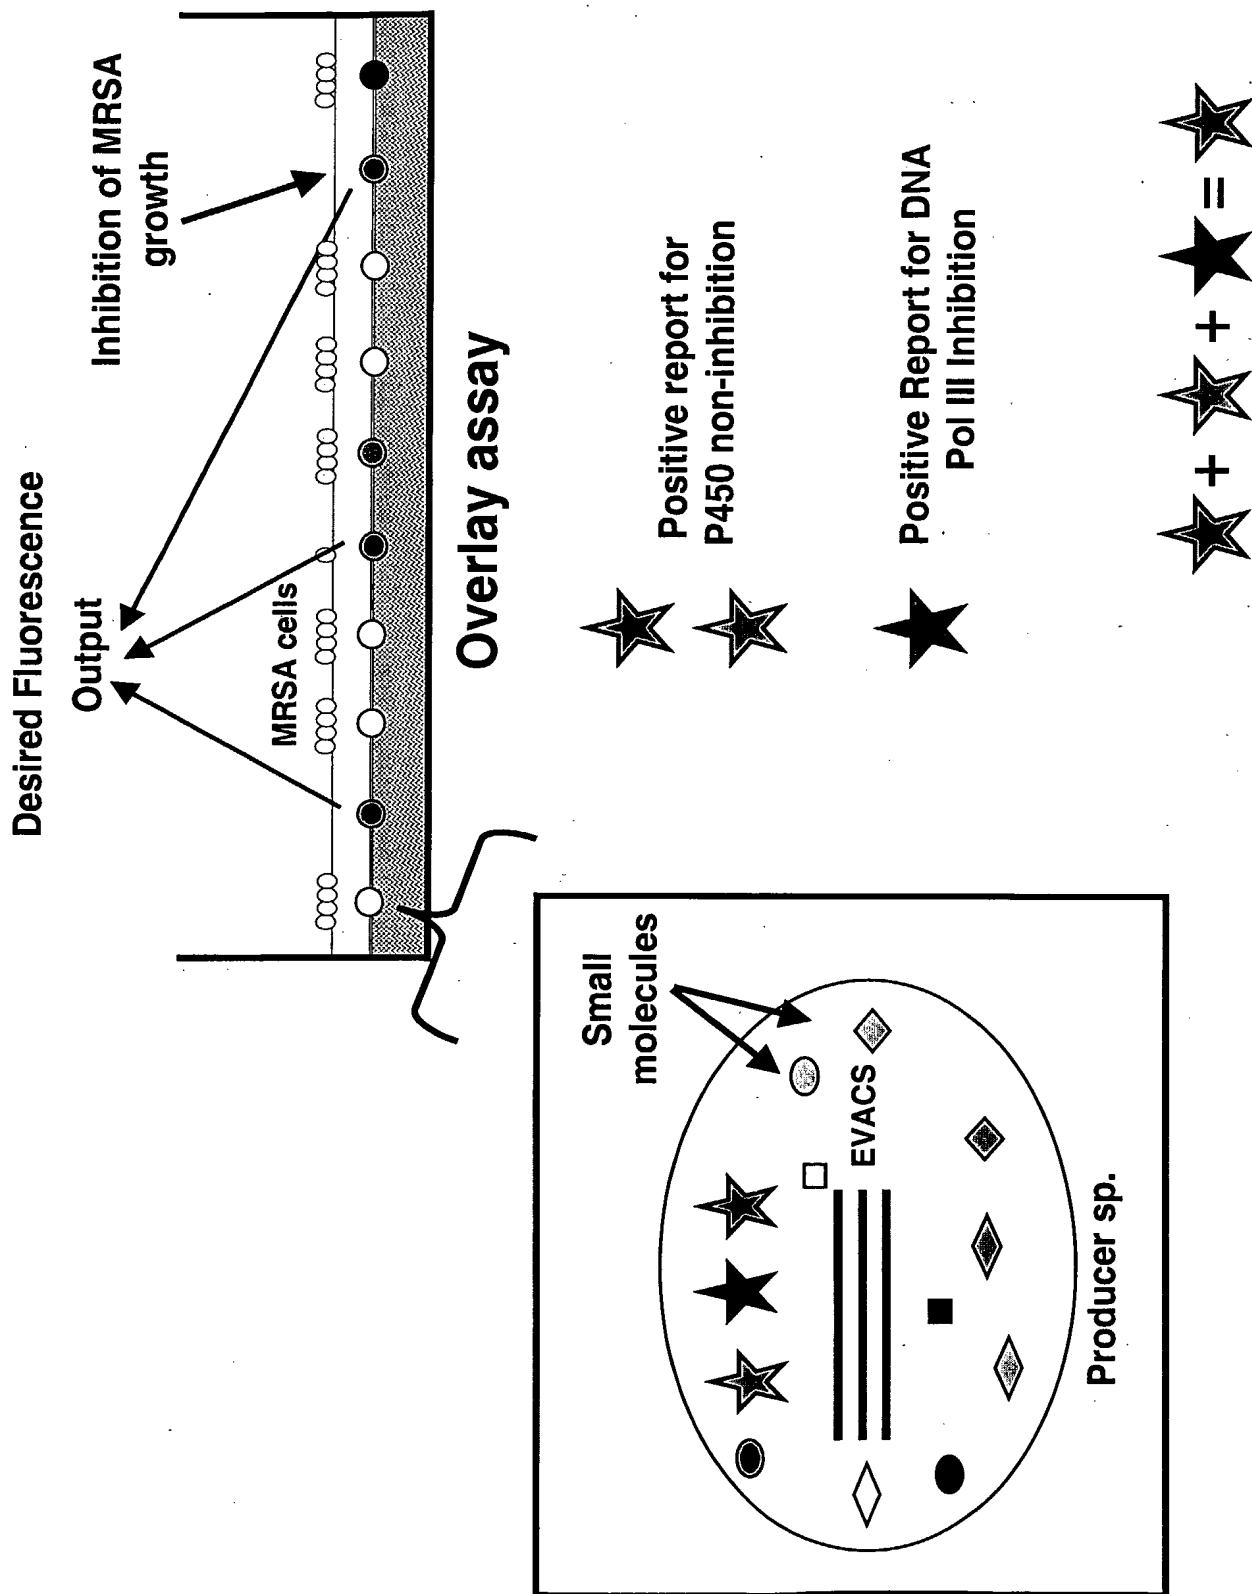 Desired Fluorescence
Output
Inhibition of MRSA
growth
MRSA cells
Overlay assay
Small
molecules
EVACS
Producer sp.
Positive report for
P450 non-inhibition
Positive Report for DNA
Pol III Inhibition
+ + =